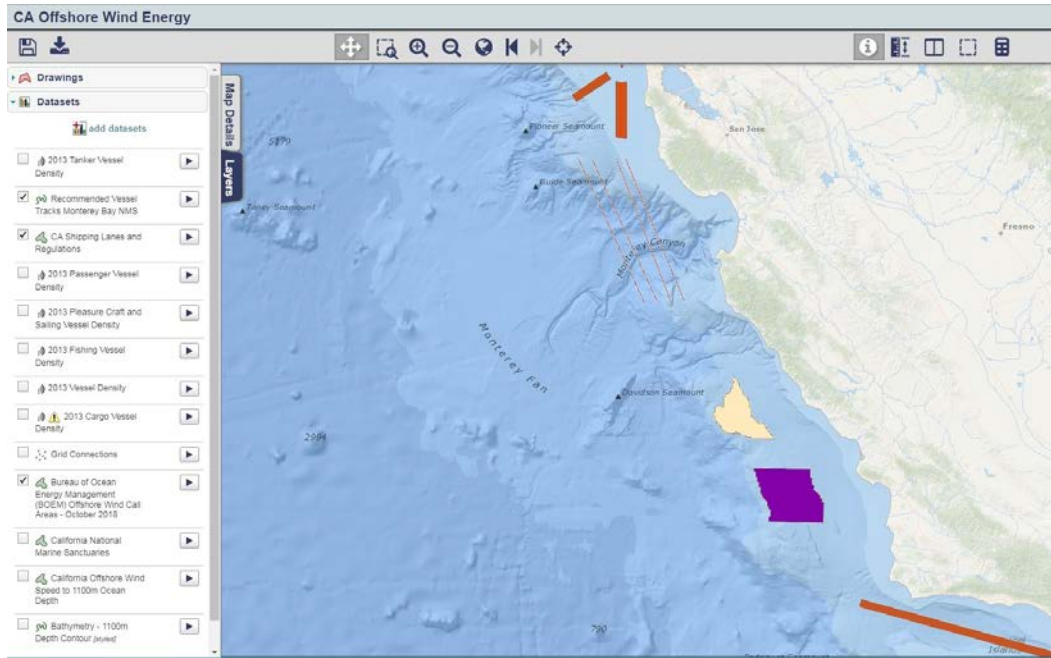 CA Offshore Wind Energy
Drawings
Datasets
add datasets
2013 Tanker Vessel
Density
Recommended Vessel
Tracks Monterey Bay NMS
CA Shipping Lanes and
Regulations
2013 Passenger Vessel
Density
2013 Pleasure Craft and
Sailing Vessel Density
2013 Fishing Vessel
Density
2013 Vessel Density
2013 Cargo Vessel
Density
Grid Connections
Bureau of Ocean
Energy Management
(BOEM) Offshore Wind Call
Areas - October 2018
California National
Marine Sanctuaries
California Offshore Wind
Speed to 1100m Ocean
Depth
Bathymetry - 1100m
Depth Contour [styled]
Map Details
Layers
5170
Pioneer Seamount
San Jose
Guide Seamount
Taney Seamount
Fresno
Monterey Canyon
Monterey Fan
Davidson Seamount
2984
790
Seamount